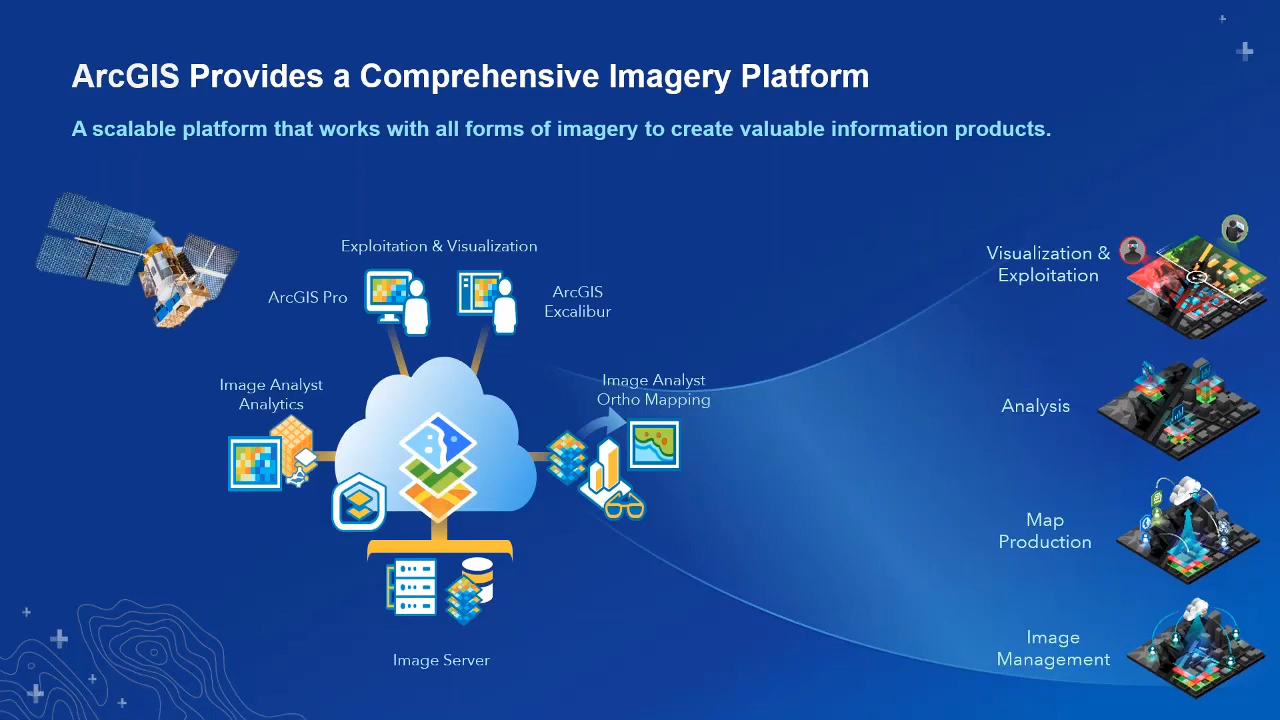 ArcGIS Provides a Comprehensive Imagery Platform
A scalable platform that works with all forms of imagery to create valuable information products.
Exploitation & Visualization
ArcGIS Pro
ArcGIS
Excalibur
Image Analyst
Analytics
Image Analyst
Ortho Mapping
Image Server
Visualization &
Exploitation
Analysis
Map
Production
Image
Management